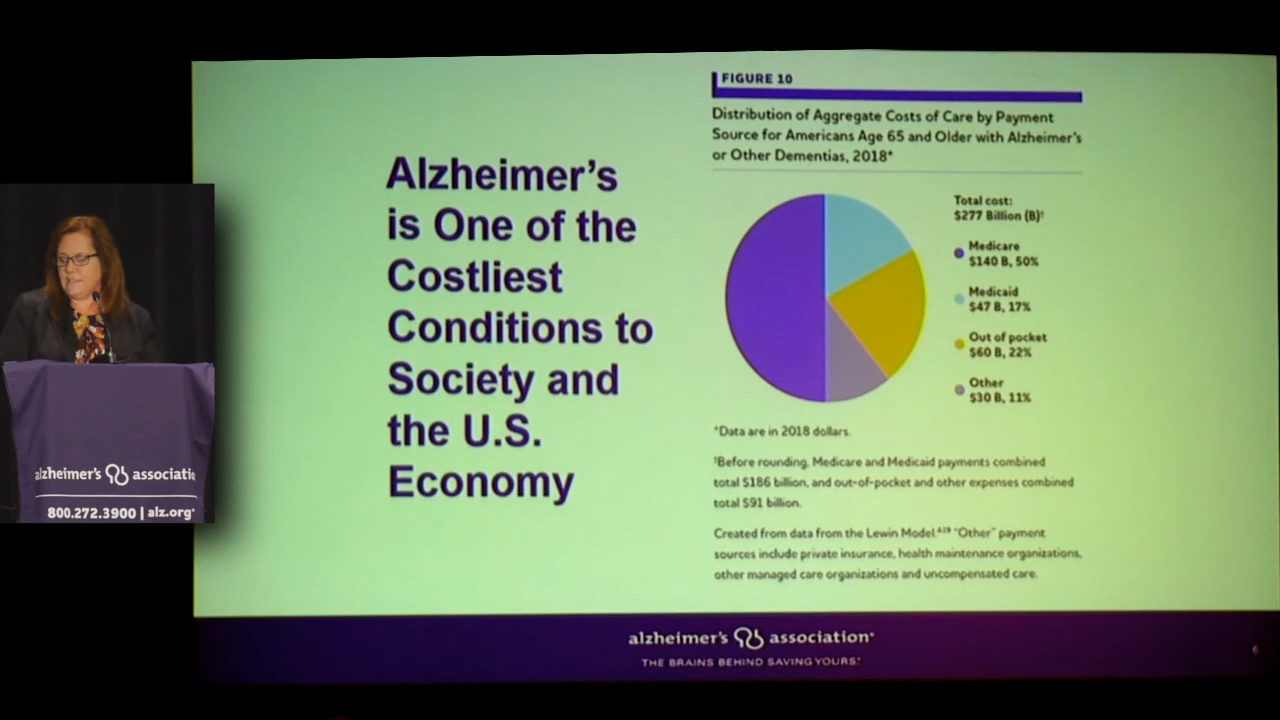 Alzheimer's
is One of the
Costliest
Conditions to
Society and
the U.S.
Economy
FIGURE 10
Distribution of Aggregate Costs of Care by Payment
Source for Americans Age 65 and Older with Alzheimer's
or Other Dementias, 2018*
Total cost:
$277 Billion (B)†
Medicare
$140 B, 50%
Medicaid
$47 B, 17%
Out of pocket
$60 B, 22%
Other
$30 B, 11%
*Data are in 2018 dollars.
†Before rounding, Medicare and Medicaid payments combined
total $186 billion, and out-of-pocket and other expenses combined
total $91 billion.
Created from data from the Lewin Model.A18 "Other" payment
sources include private insurance, health maintenance organizations,
other managed care organizations and uncompensated care.
alzheimer's association®
THE BRAINS BEHIND SAVING YOURS.
6
alzheimer's associatio
800.272.3900 | alz.org®